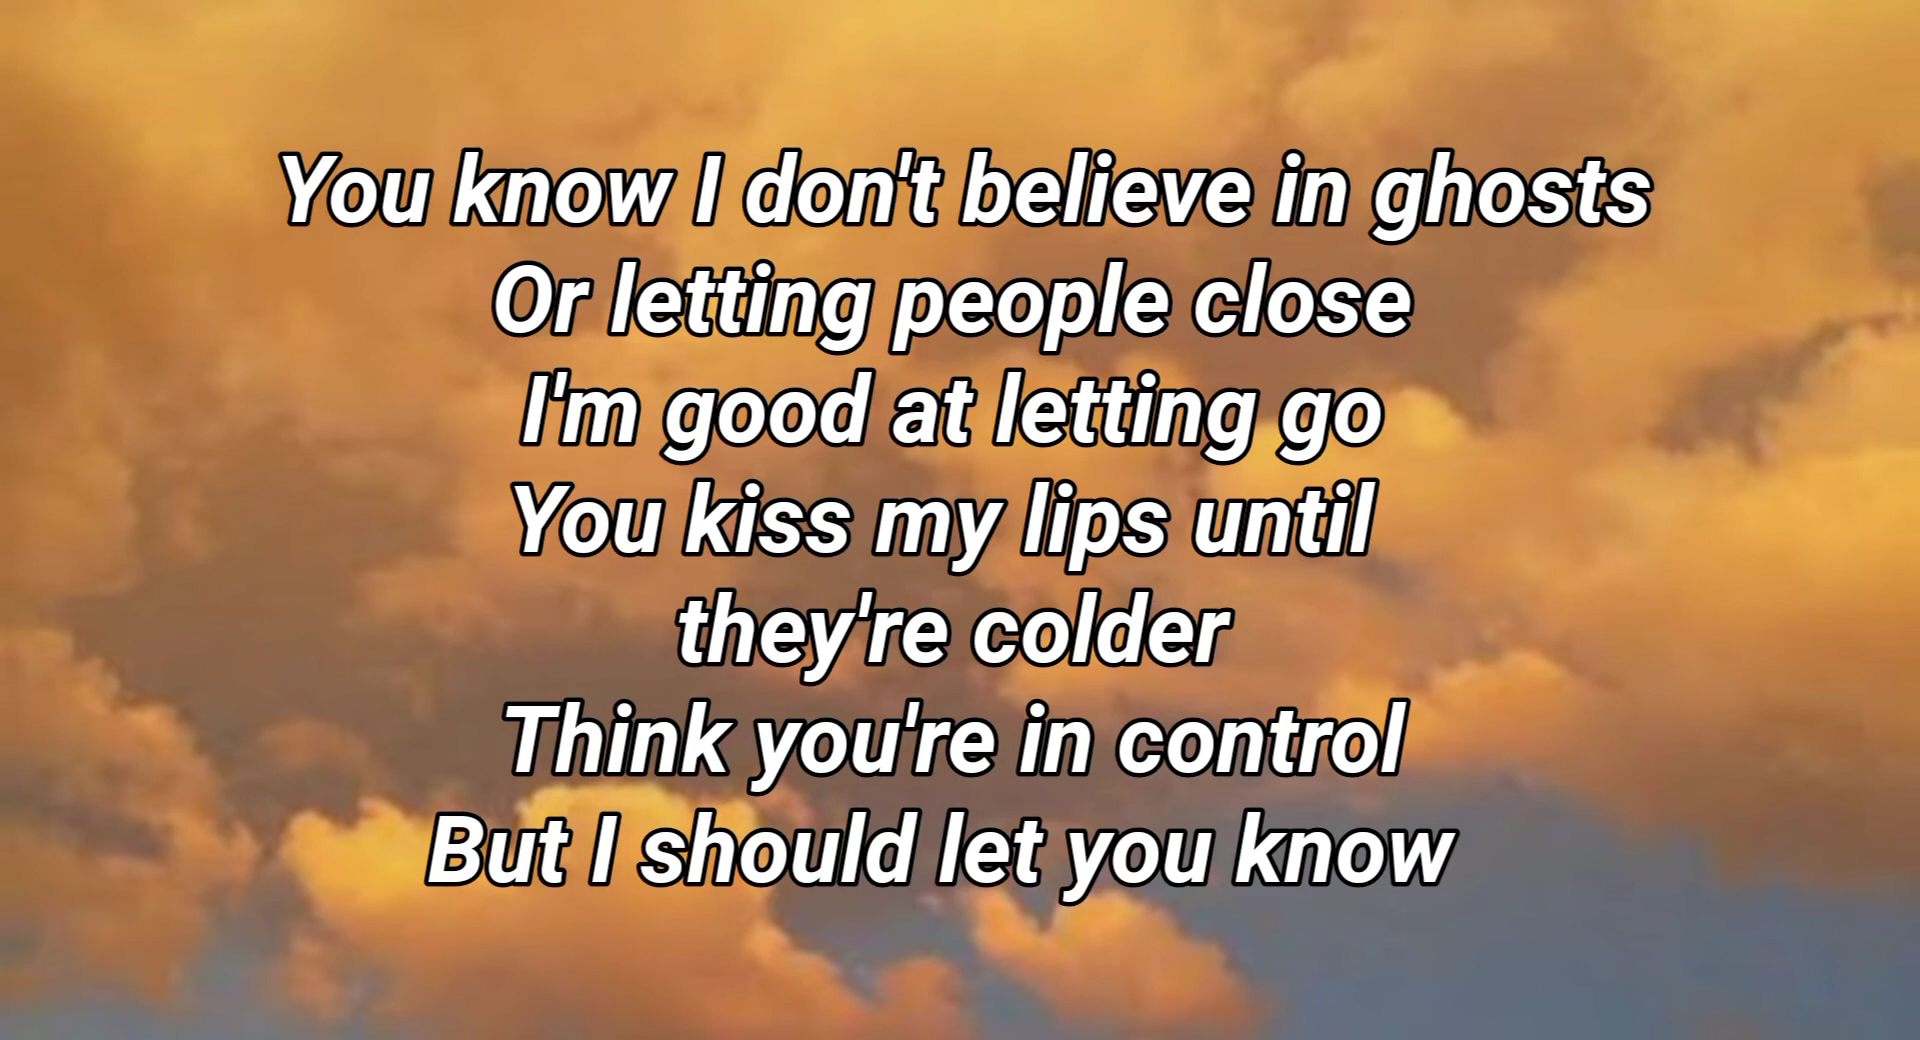 You know I don't believe in ghosts
Or letting people close
I'm good at letting go
You kiss my lips until
they're colder
Think you're in control
But I should let you know